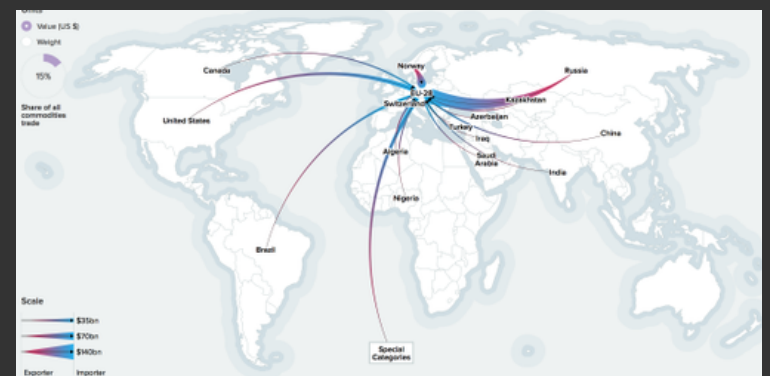 Value (US $)
Weight
15%
Share of all
commodities
trade
Canada
United States
Brazil
Norway
EU-28
Switzerland
Russia
Kazakhstan
Azerbaijan
Turkey
Iraq
Saudi
Arabia
China
India
Algeria
Nigeria
Special
Categories
Scale
$35bn
$70bn
$140bn
Exporter
Importer